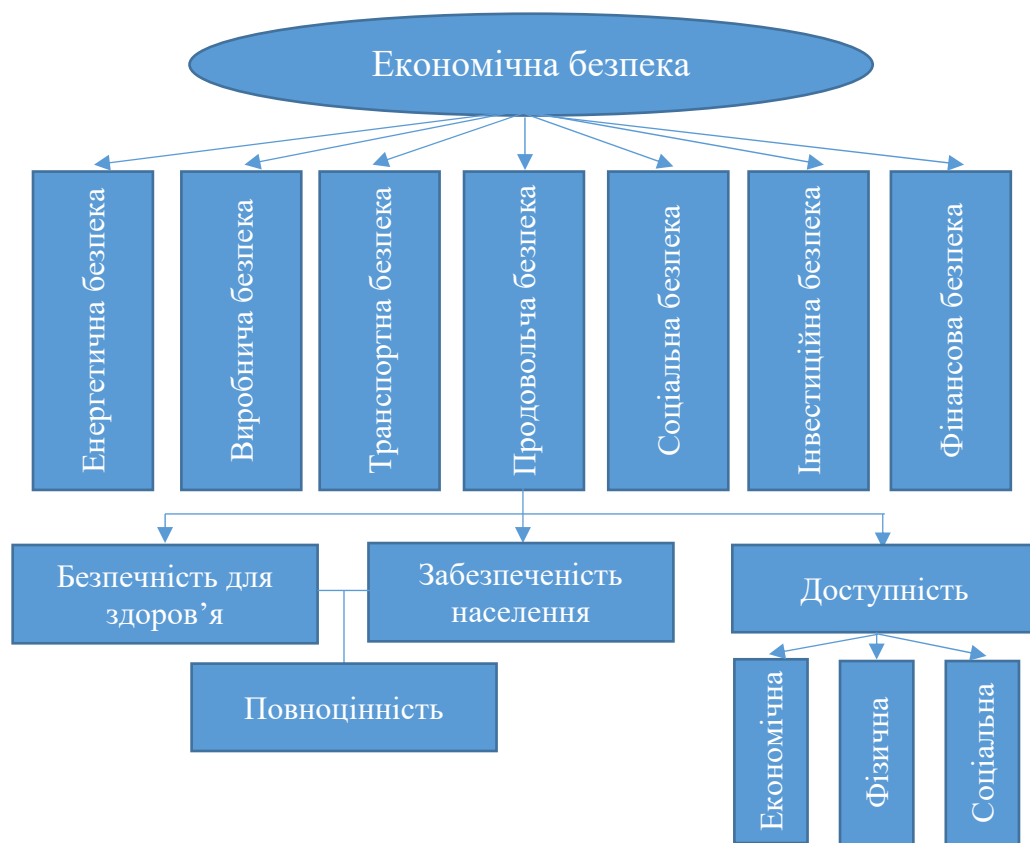 Економічна безпека
Енергетична безпека
Виробнича безпека
Транспортна безпека
Продовольча безпека
Соціальна безпека
Інвестиційна безпека
Фінансова безпека
Безпечність для
здоров’я
Забезпеченість
населення
Доступність
Повноцінність
Економічна
Фізична
Соціальна